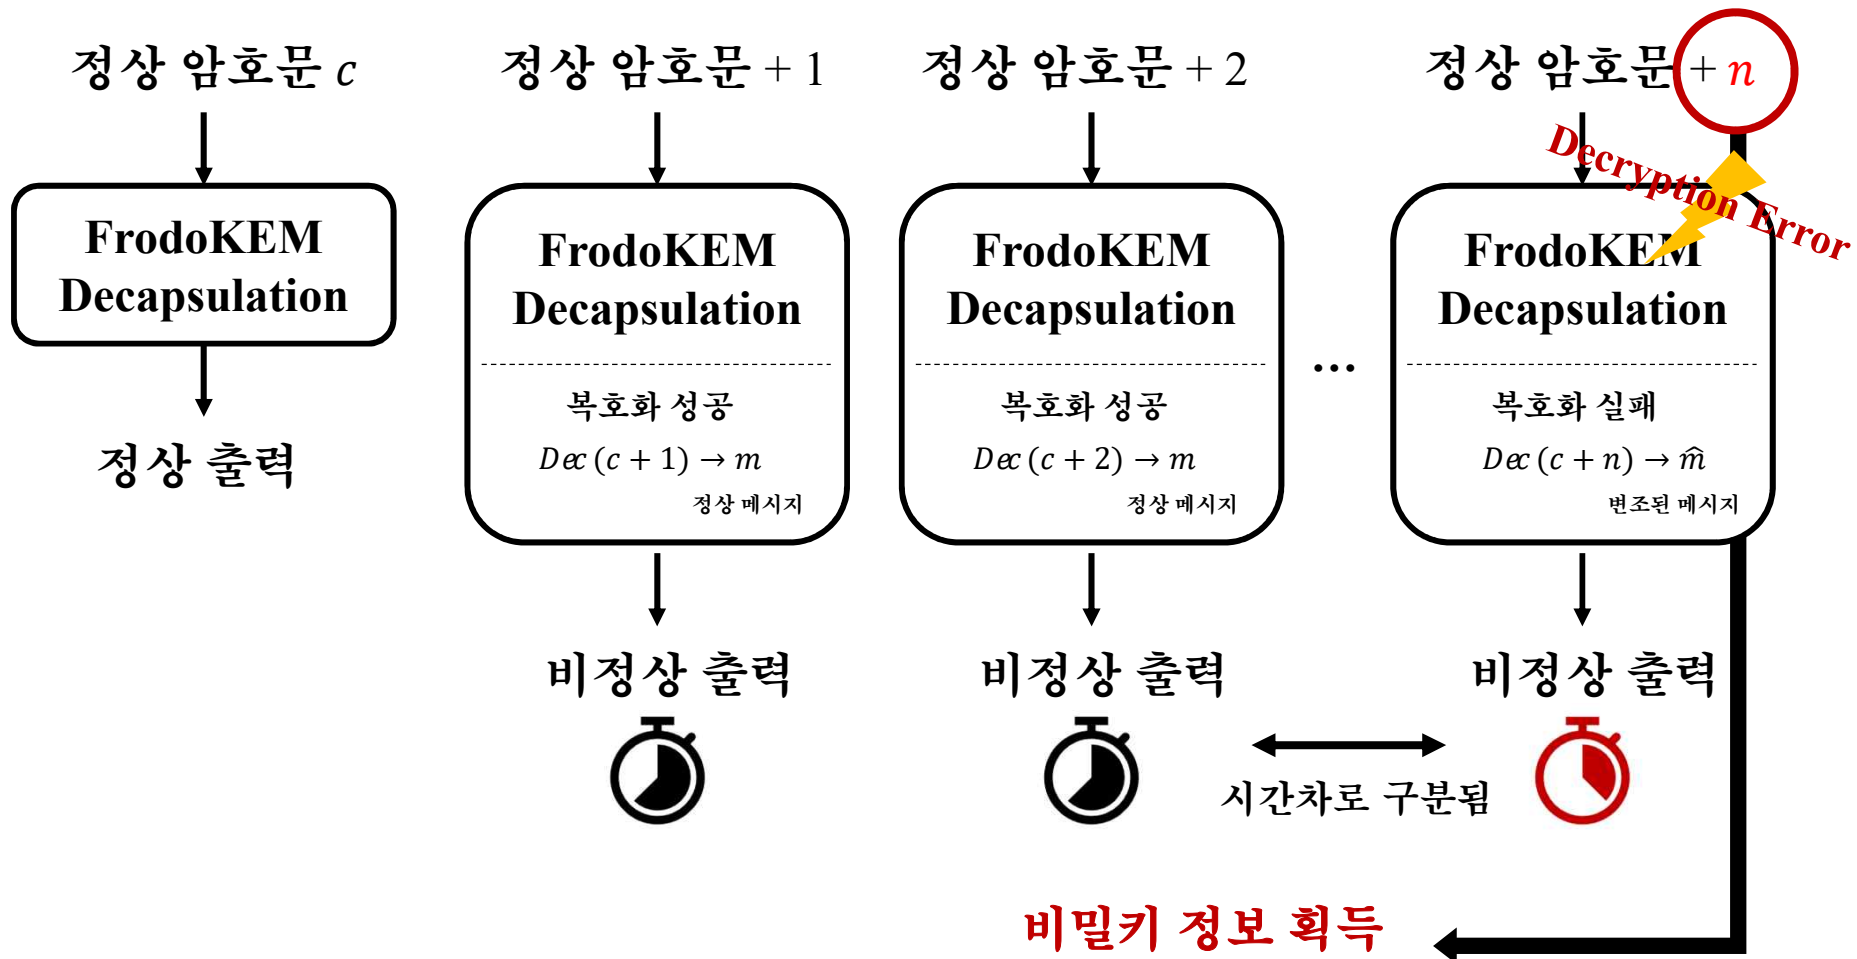 정상 암호문 c
정상 암호문 + 1
정상 암호문 + 2
정상 암호문 + n
Decryption Error
FrodoKEM
Decapsulation
정상 출력
FrodoKEM
Decapsulation
복호화 성공
Dec (c + 1) → m
정상 메시지
비정상 출력
FrodoKEM
Decapsulation
복호화 성공
Dec (c + 2) → m
정상 메시지
비정상 출력
...
FrodoKEM
Decapsulation
복호화 실패
Dec (c + n) → m̂
변조된 메시지
비정상 출력
시간차로 구분됨
비밀키 정보 획득